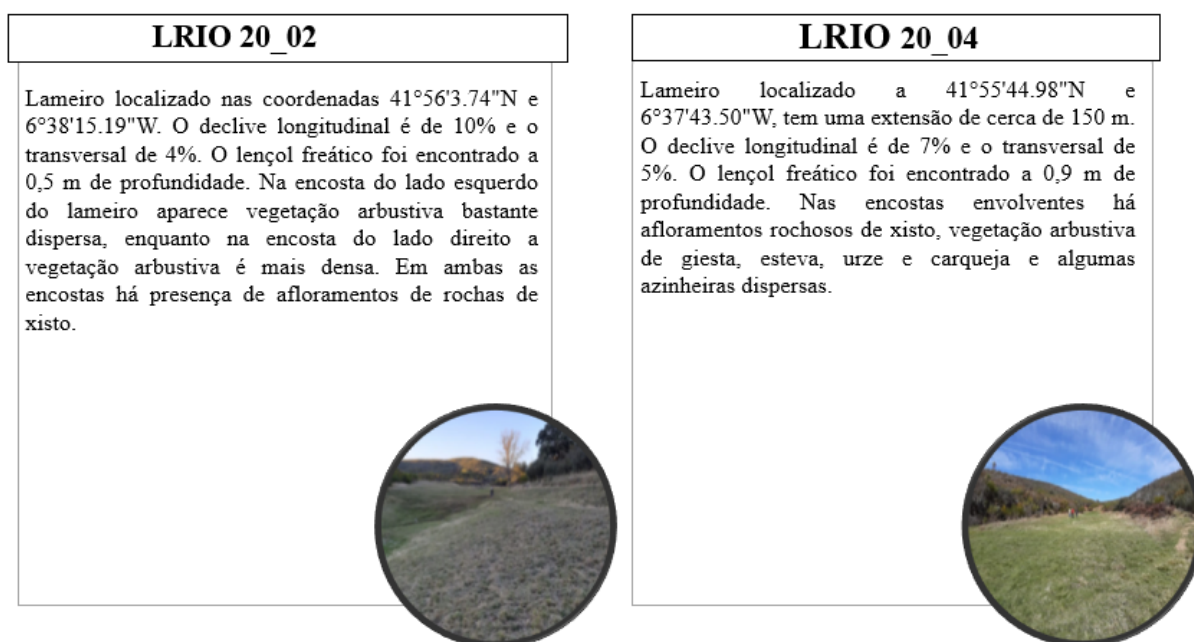 LRIO 20_02
Lameiro localizado nas coordenadas 41°56'3.74"N e
6°38'15.19"W. O declive longitudinal é de 10% e o
transversal de 4%. O lençol freático foi encontrado a
0,5 m de profundidade. Na encosta do lado esquerdo
do lameiro aparece vegetação arbustiva bastante
dispersa, enquanto na encosta do lado direito a
vegetação arbustiva é mais densa. Em ambas as
encostas há presença de afloramentos de rochas de
xisto.
LRIO 20_04
Lameiro localizado a 41°55'44.98"N e
6°37'43.50"W, tem uma extensão de cerca de 150 m.
O declive longitudinal é de 7% e o transversal de
5%. O lençol freático foi encontrado a 0,9 m de
profundidade. Nas encostas envolventes há
afloramentos rochosos de xisto, vegetação arbustiva
de giesta, esteva, urze e carqueja e algumas
azinheiras dispersas.